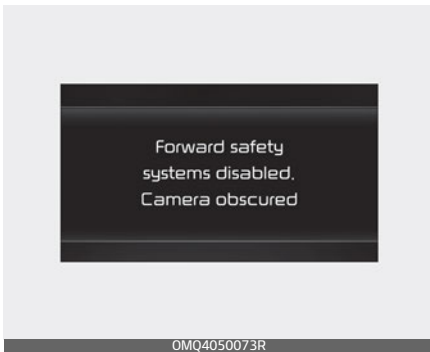 Forward safety
systems disabled.
Camera obscured
OMQ4050073R